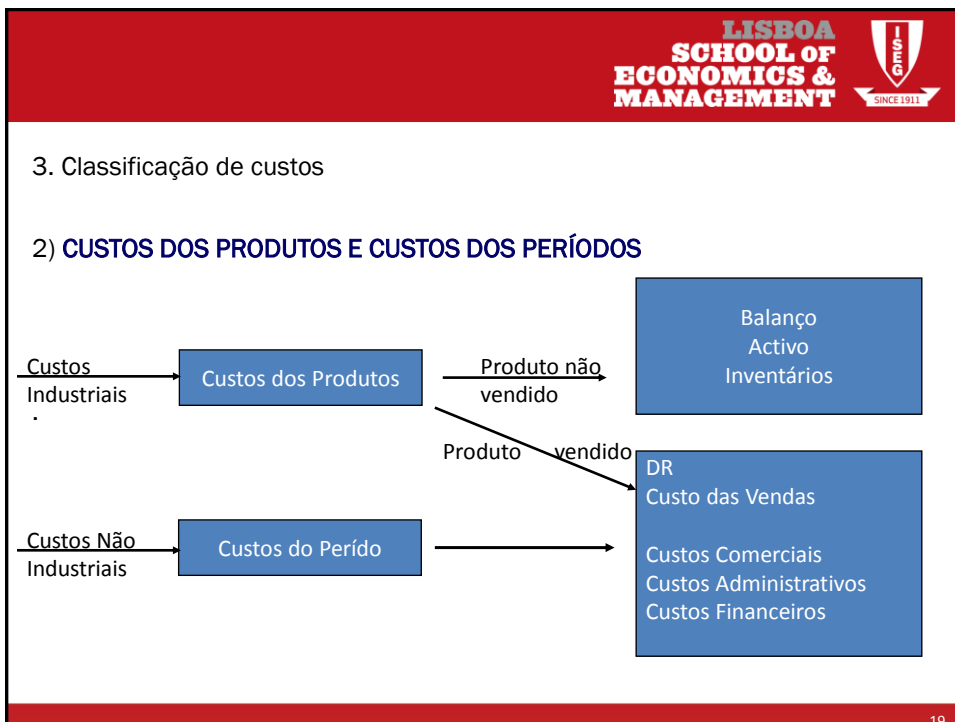 LISBOA
SCHOOL OF
ECONOMICS &
MANAGEMENT
ISEG
SINCE 1911
3. Classificação de custos
2) CUSTOS DOS PRODUTOS E CUSTOS DOS PERÍODOS
Custos
Industriais
.
Custos dos Produtos
Produto não
vendido
Balanço
Activo
Inventários
Produto vendido
DR
Custo das Vendas
Custos Não
Industriais
Custos do Perído
Custos Comerciais
Custos Administrativos
Custos Financeiros
19